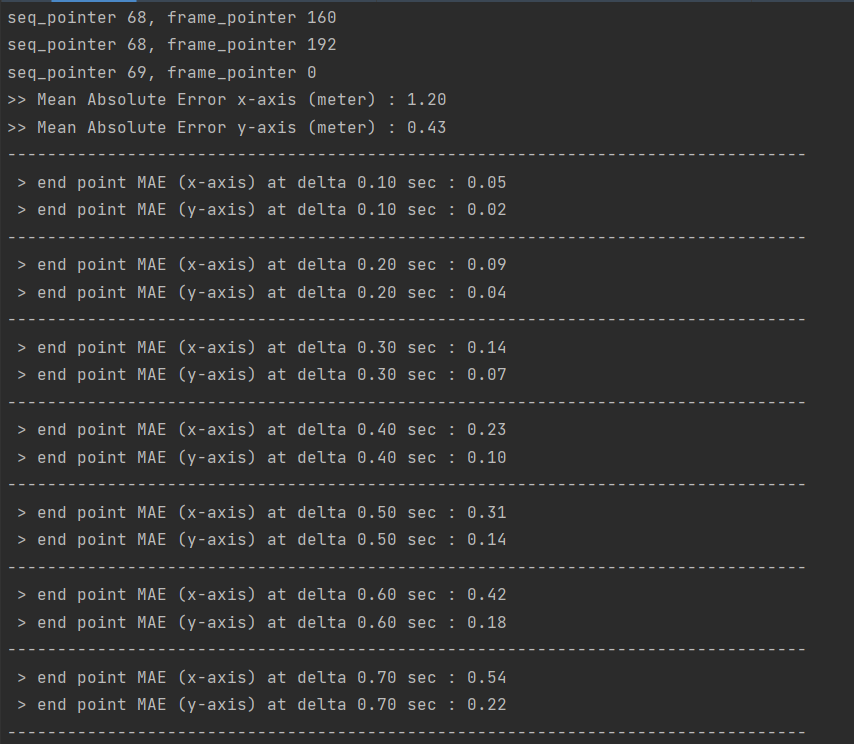 seq_pointer 68, frame_pointer 160
seq_pointer 68, frame_pointer 192
seq_pointer 69, frame_pointer 0
>> Mean Absolute Error x-axis (meter) : 1.20
>> Mean Absolute Error y-axis (meter) : 0.43
--------------------------------------------------------------------------------
 > end point MAE (x-axis) at delta 0.10 sec : 0.05
 > end point MAE (y-axis) at delta 0.10 sec : 0.02
--------------------------------------------------------------------------------
 > end point MAE (x-axis) at delta 0.20 sec : 0.09
 > end point MAE (y-axis) at delta 0.20 sec : 0.04
--------------------------------------------------------------------------------
 > end point MAE (x-axis) at delta 0.30 sec : 0.14
 > end point MAE (y-axis) at delta 0.30 sec : 0.07
--------------------------------------------------------------------------------
 > end point MAE (x-axis) at delta 0.40 sec : 0.23
 > end point MAE (y-axis) at delta 0.40 sec : 0.10
--------------------------------------------------------------------------------
 > end point MAE (x-axis) at delta 0.50 sec : 0.31
 > end point MAE (y-axis) at delta 0.50 sec : 0.14
--------------------------------------------------------------------------------
 > end point MAE (x-axis) at delta 0.60 sec : 0.42
 > end point MAE (y-axis) at delta 0.60 sec : 0.18
--------------------------------------------------------------------------------
 > end point MAE (x-axis) at delta 0.70 sec : 0.54
 > end point MAE (y-axis) at delta 0.70 sec : 0.22
--------------------------------------------------------------------------------